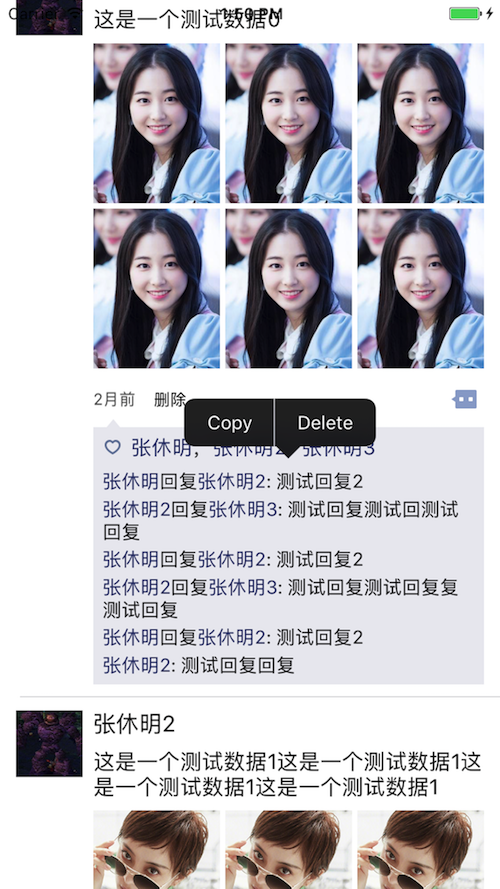 Carrier 1:50 PM
这是一个测试数据0
2月前 删除
Copy Delete
张休明, 张休明2, 张休明3
张休明回复张休明2: 测试回复2
张休明2回复张休明3: 测试回复测试回测试
回复
张休明回复张休明2: 测试回复2
张休明2回复张休明3: 测试回复测试回复复
测试回复
张休明回复张休明2: 测试回复2
张休明2: 测试回复回复
张休明2
这是一个测试数据1这是一个测试数据1这
是一个测试数据1这是一个测试数据1